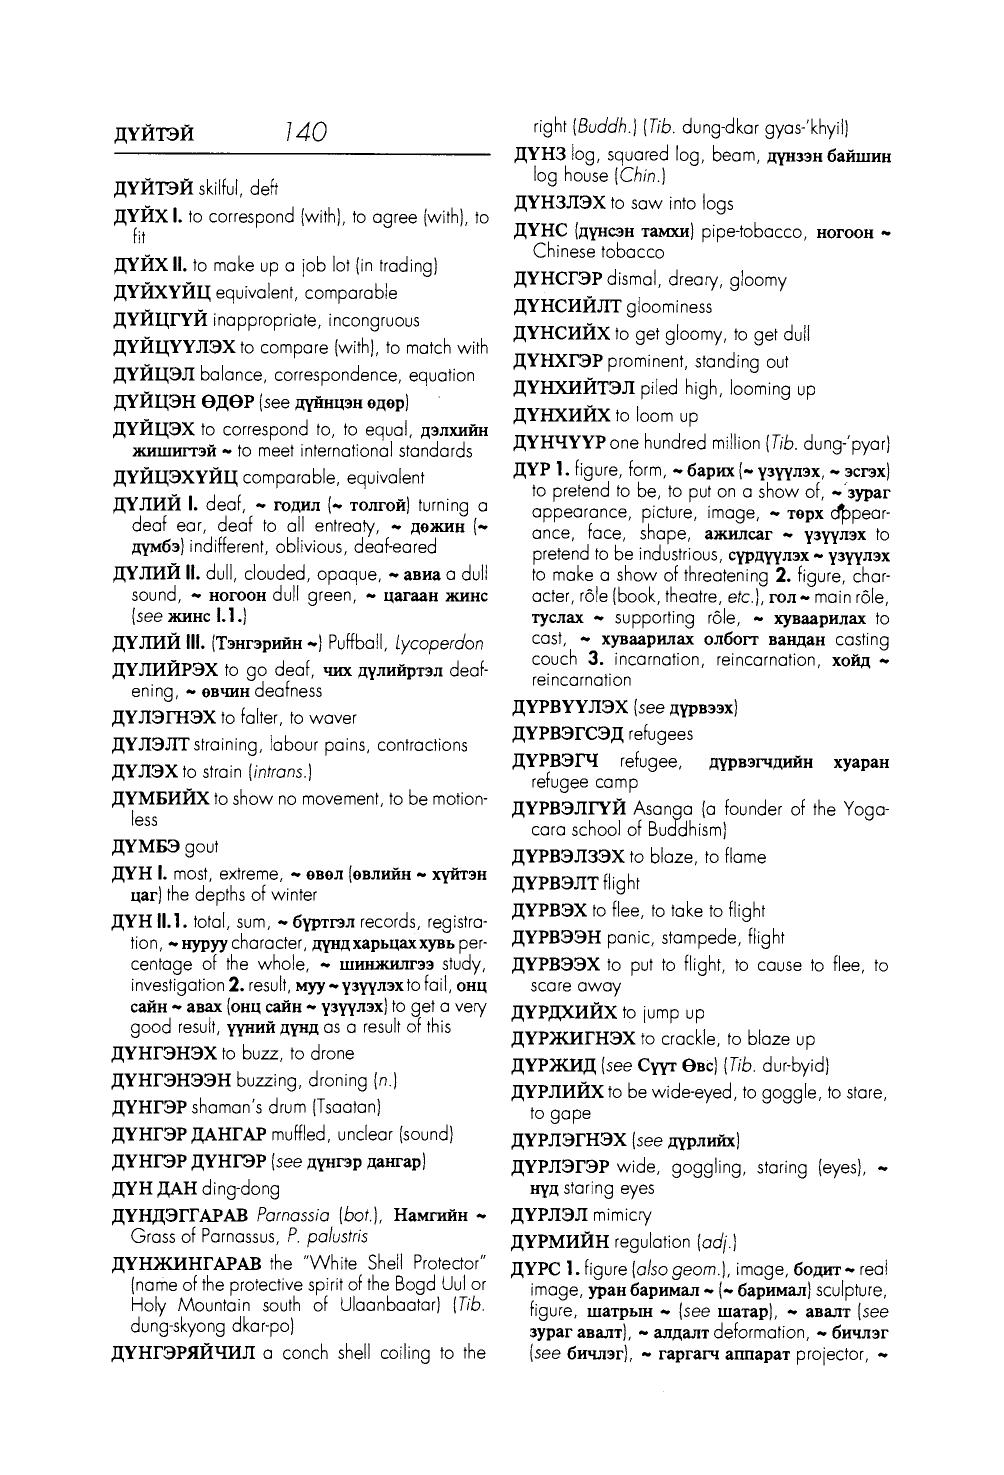 ДҮЙТЭЙ 140
ДҮЙТЭЙ skilful, deft
ДҮЙХ I. to correspond (with), to agree (with), to
fit
ДҮЙХ II. to make up a job lot (in trading)
ДҮЙХҮЙЦ equivalent, comparable
ДҮЙЦГҮЙ inappropriate, incongruous
ДҮЙЦҮҮЛЭХ to compare (with), to match with
ДҮЙЦЭЛ balance, correspondence, equation
ДҮЙЦЭН ӨДӨР (see дүйнцэн өдөр)
ДҮЙЦЭХ to correspond to, to equal, дэлхийн
жишигтэй ~ to meet international standards
ДҮЙЦЭХҮЙЦ comparable, equivalent
ДҮЛИЙ I. deaf, ~ годил (~ толгой) turning a
deaf ear, deaf to all entreaty, ~ дөжин (~
дүмбэ) indifferent, oblivious, deaf-eared
ДҮЛИЙ II. dull, clouded, opaque, ~ авиа a dull
sound, ~ ногоон dull green, ~ цагаан жинс
(see жинс I.1.)
ДҮЛИЙ III. (Тэнгэрийн ~) Puffball, Lycoperdon
ДҮЛИЙРЭХ to go deaf, чих дүлийртэл deaf-
ening, ~ өвчин deafness
ДҮЛЭГНЭХ to falter, to waver
ДҮЛЭЛТ straining, labour pains, contractions
ДҮЛЭХ to strain (intrans.)
ДҮМБИЙХ to show no movement, to be motion-
less
ДҮМБЭ gout
ДҮН I. most, extreme, ~ өвөл (өвлийн ~ хүйтэн
цаг) the depths of winter
ДҮН II.1. total, sum, ~ бүртгэл records, registra-
tion, ~ нуруу character, дүнд харьцах хувь per-
centage of the whole, ~ шинжилгээ study,
investigation 2. result, муу ~ үзүүлэх to fail, онц
сайн ~ авах (онц сайн ~ үзүүлэх) to get a very
good result, үүний дүнд as a result of this
ДҮНГЭНЭХ to buzz, to drone
ДҮНГЭНЭЭН buzzing, droning (n.)
ДҮНГЭР shaman's drum (Tsaatan)
ДҮНГЭР ДАНГАР muffled, unclear (sound)
ДҮНГЭР ДҮНГЭР (see дүнгэр дангар)
ДҮН ДАН ding-dong
ДҮНДЭГГАРАВ Parnassia (bot.), Намгийн ~
Grass of Parnassus, P. palustris
ДҮНЖИНГАРАВ the "White Shell Protector"
(name of the protective spirit of the Bogd Uul or
Holy Mountain south of Ulaanbaatar) (Tib.
dung-skyong dkar-po)
ДҮНГЭРЯЙЧИЛ a conch shell coiling to the
right (Buddh.) (Tib. dung-dkar gyas-'khyil)
ДҮНЗ log, squared log, beam, дүнзэн байшин
log house (Chin.)
ДҮНЗЛЭХ to saw into logs
ДҮНС (дүнсэн тамхи) pipe-tobacco, ногоон ~
Chinese tobacco
ДҮНСГЭР dismal, dreary, gloomy
ДҮНСИЙЛТ gloominess
ДҮНСИЙХ to get gloomy, to get dull
ДҮНХГЭР prominent, standing out
ДҮНХИЙТЭЛ piled high, looming up
ДҮНХИЙХ to loom up
ДҮНЧҮҮР one hundred million (Tib. dung-'pyar)
ДҮР 1. figure, form, ~ барих (~ үзүүлэх, ~ эсгэх)
to pretend to be, to put on a show of, ~ зураг
appearance, picture, image, ~ төрх appear-
ance, face, shape, ажилсаг ~ үзүүлэх to
pretend to be industrious, сүрдүүлэх ~ үзүүлэх
to make a show of threatening 2. figure, char-
acter, rôle (book, theatre, etc.), гол ~ main rôle,
туслах ~ supporting rôle, ~ хуваарилах to
cast, ~ хуваарилах олбогт вандан casting
couch 3. incarnation, reincarnation, хойд ~
reincarnation
ДҮРВҮҮЛЭХ (see дүрвээх)
ДҮРВЭГСЭД refugees
ДҮРВЭГЧ refugee, дүрвэгчдийн хуаран
refugee camp
ДҮРВЭЛГҮЙ Asanga (a founder of the Yoga-
cara school of Buddhism)
ДҮРВЭЛЗЭХ to blaze, to flame
ДҮРВЭЛТ flight
ДҮРВЭХ to flee, to take to flight
ДҮРВЭЭН panic, stampede, flight
ДҮРВЭЭХ to put to flight, to cause to flee, to
scare away
ДҮРДХИЙХ to jump up
ДҮРЖИГНЭХ to crackle, to blaze up
ДҮРЖИД (see Сүүт Өвс) (Tib. dur-byid)
ДҮРЛИЙХ to be wide-eyed, to goggle, to stare,
to gape
ДҮРЛЭГНЭХ (see дүрлийх)
ДҮРЛЭГЭР wide, goggling, staring (eyes), ~
нүд staring eyes
ДҮРЛЭЛ mimicry
ДҮРМИЙН regulation (adj.)
ДҮРС 1. figure (also geom.), image, бодит ~ real
image, уран баримал ~ (~ баримал) sculpture,
figure, шатрын ~ (see шатар), ~ авалт (see
зураг авалт), ~ алдалт deformation, ~ бичлэг
(see бичлэг), ~ гаргагч аппарат projector, ~